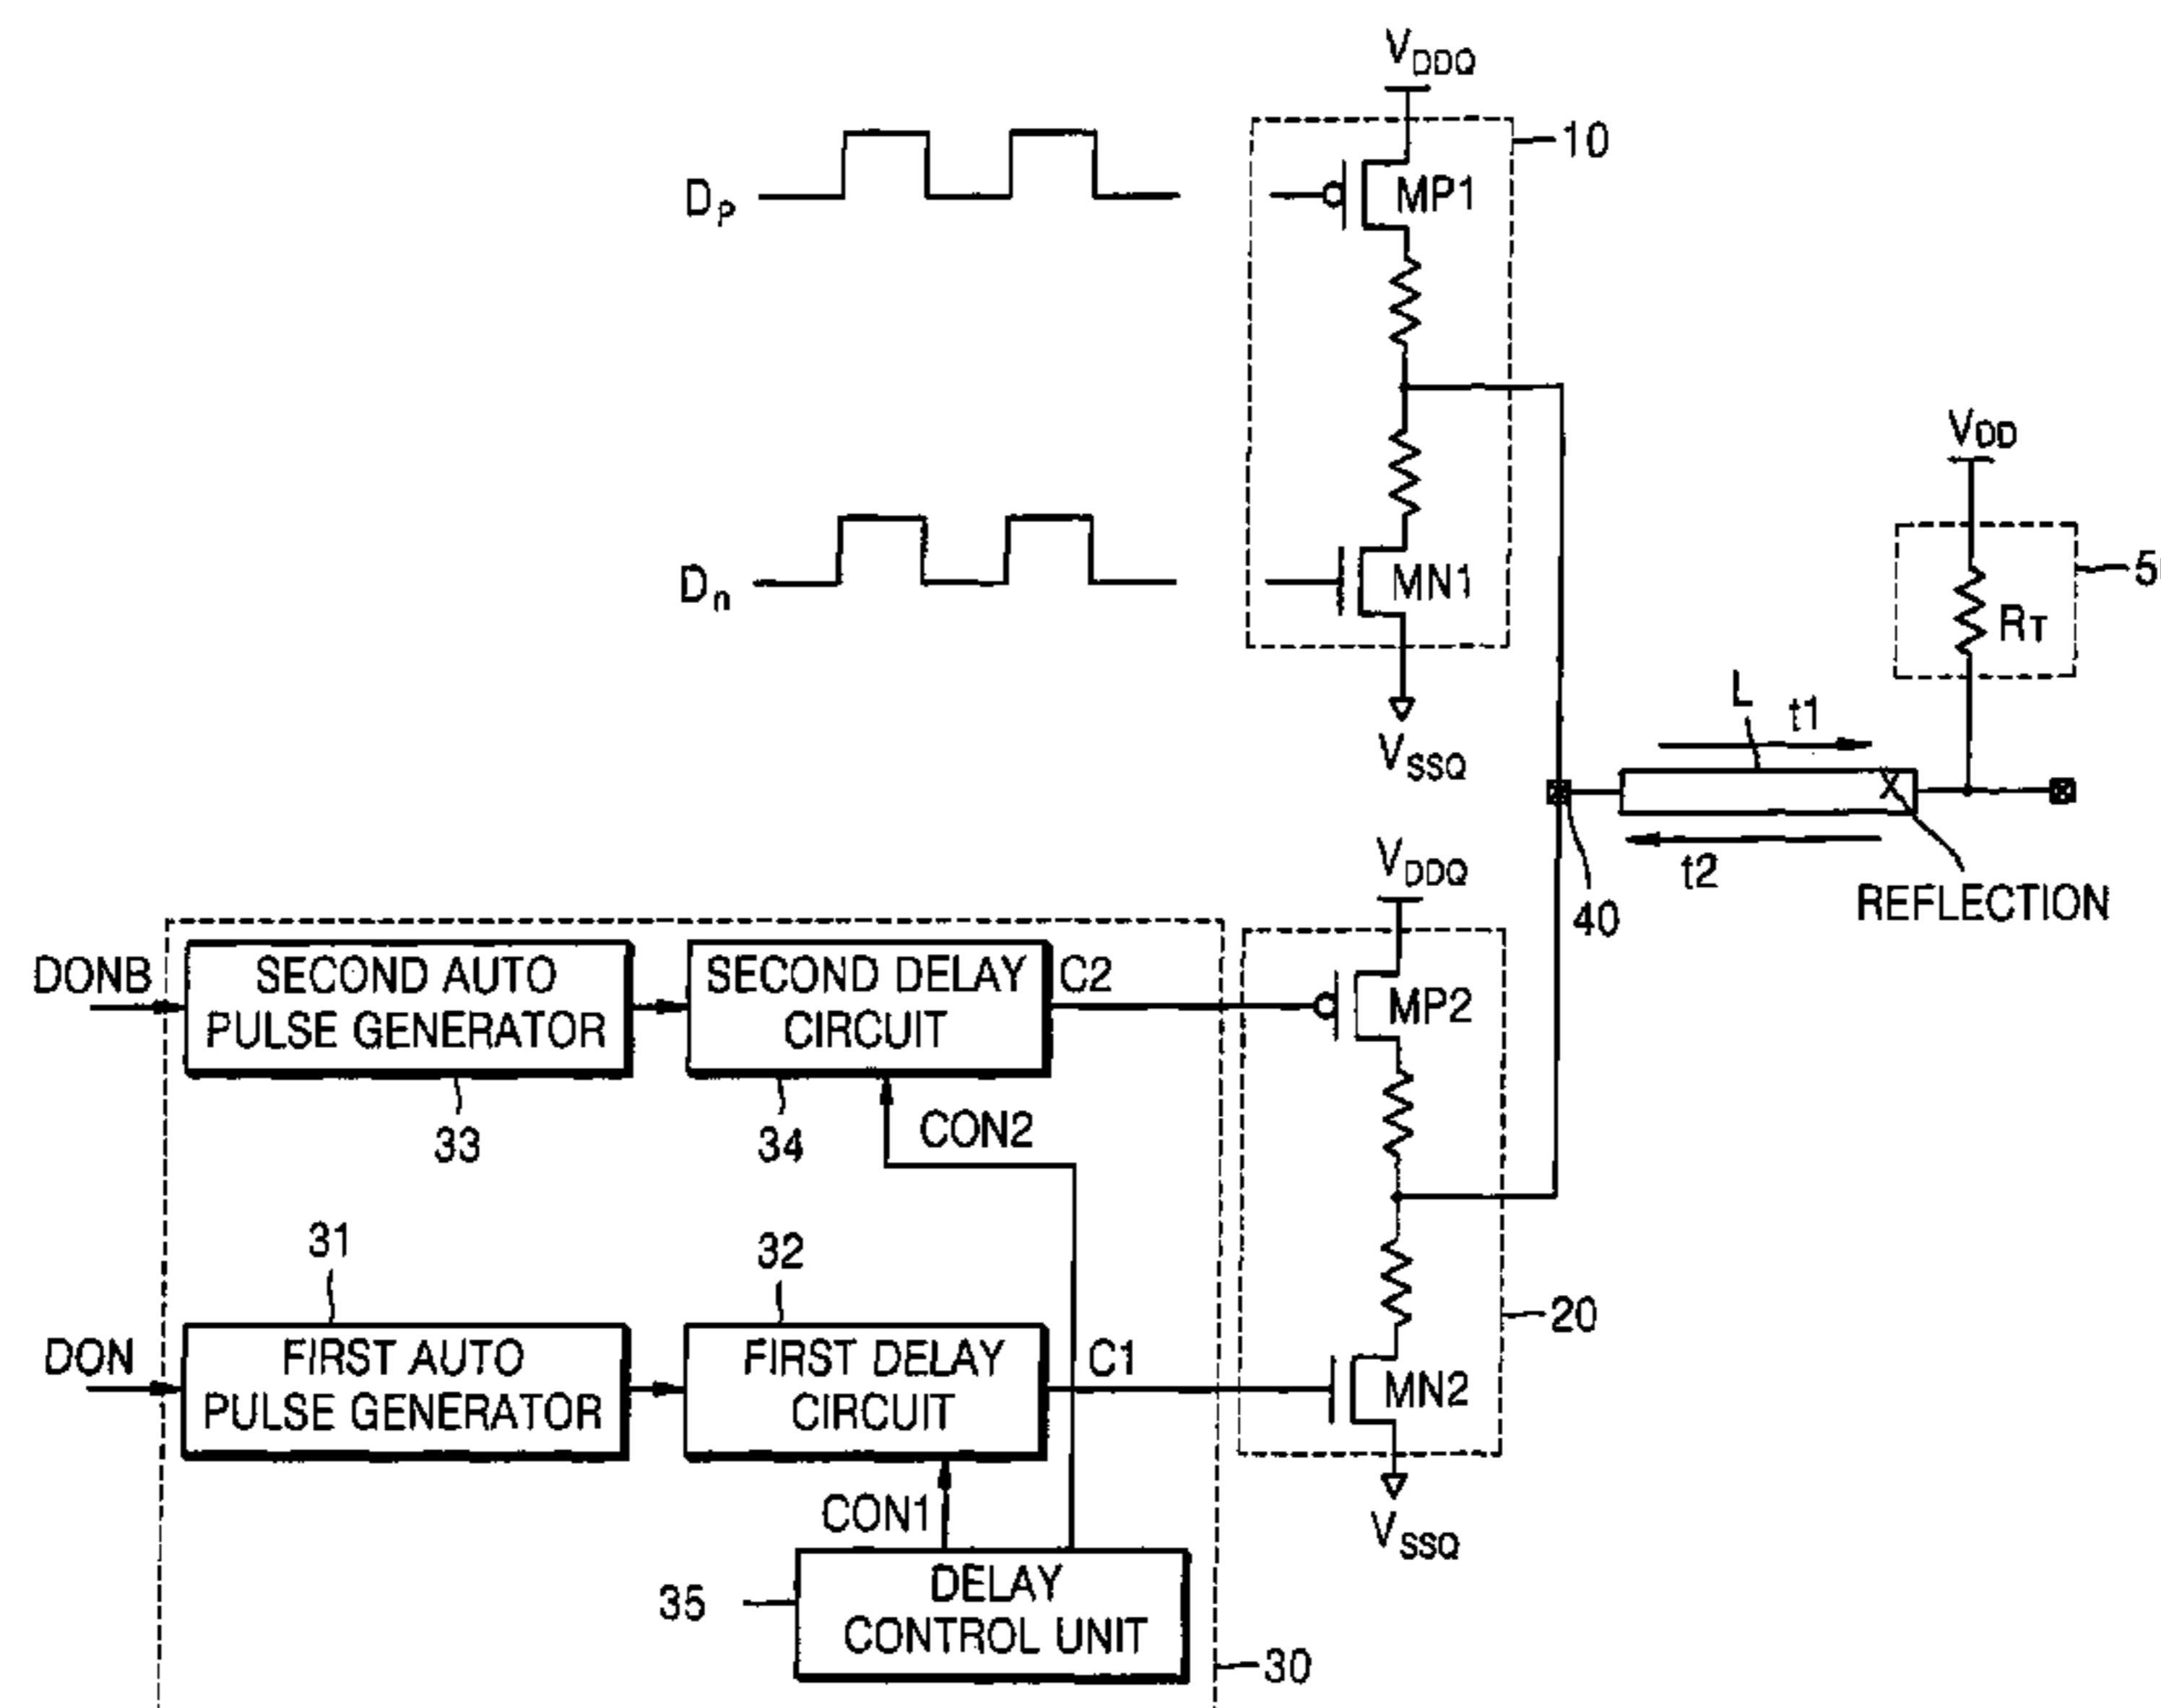 VDDQ
10
DP
MP1
Dn
MN1
VSSQ
VDD
5
RT
L
t1
t2
REFLECTION
40
VDDQ
DONB
SECOND AUTO
PULSE GENERATOR
SECOND DELAY
CIRCUIT
C2
MP2
33
34
CON2
31
32
20
DON
FIRST AUTO
PULSE GENERATOR
FIRST DELAY
CIRCUIT
C1
MN2
CON1
VSSQ
35
DELAY
CONTROL UNIT
30